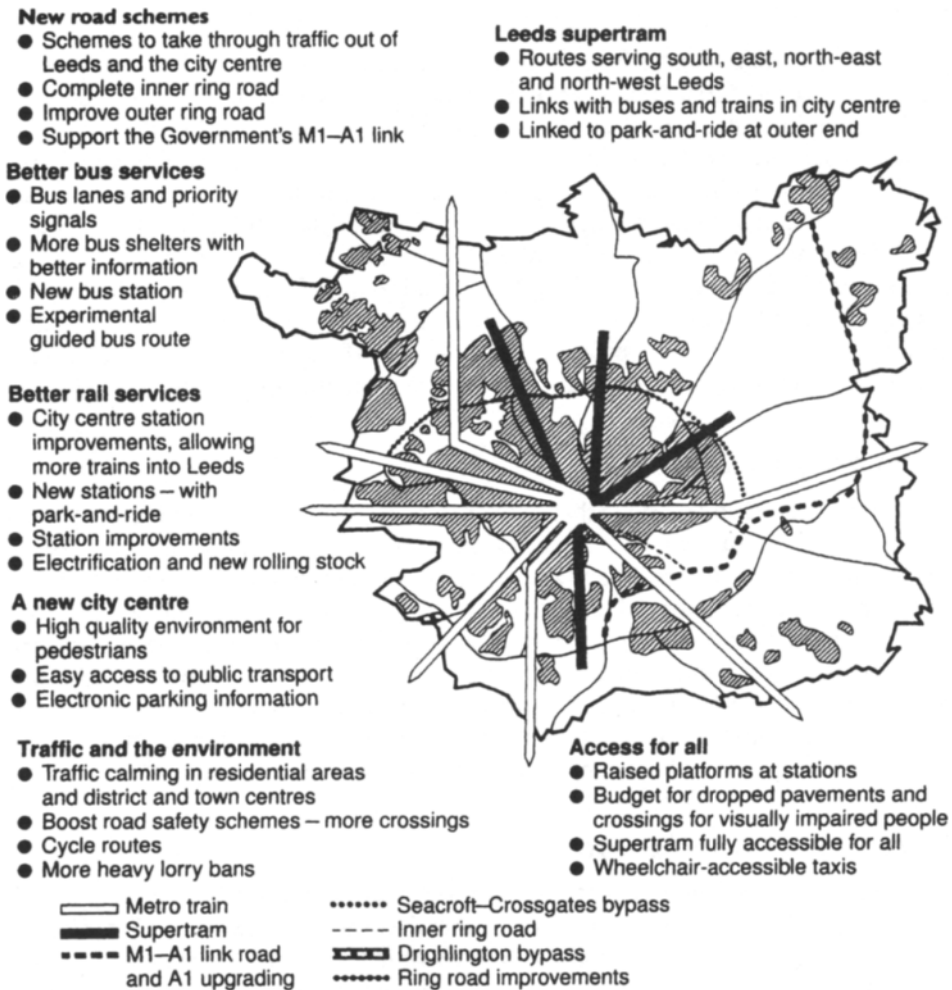 New road schemes
● Schemes to take through traffic out of
Leeds and the city centre
● Complete inner ring road
● Improve outer ring road
● Support the Government's M1–A1 link
Leeds supertram
● Routes serving south, east, north-east
and north-west Leeds
● Links with buses and trains in city centre
● Linked to park-and-ride at outer end
Better bus services
● Bus lanes and priority
signals
● More bus shelters with
better information
● New bus station
● Experimental
guided bus route
Better rail services
● City centre station
improvements, allowing
more trains into Leeds
● New stations – with
park-and-ride
● Station improvements
● Electrification and new rolling stock
A new city centre
● High quality environment for
pedestrians
● Easy access to public transport
● Electronic parking information
Traffic and the environment
● Traffic calming in residential areas
and district and town centres
● Boost road safety schemes – more crossings
● Cycle routes
● More heavy lorry bans
Access for all
● Raised platforms at stations
● Budget for dropped pavements and
crossings for visually impaired people
● Supertram fully accessible for all
● Wheelchair-accessible taxis
Metro train
Supertram
M1–A1 link road
and A1 upgrading
Seacroft–Crossgates bypass
Inner ring road
Drighlington bypass
Ring road improvements